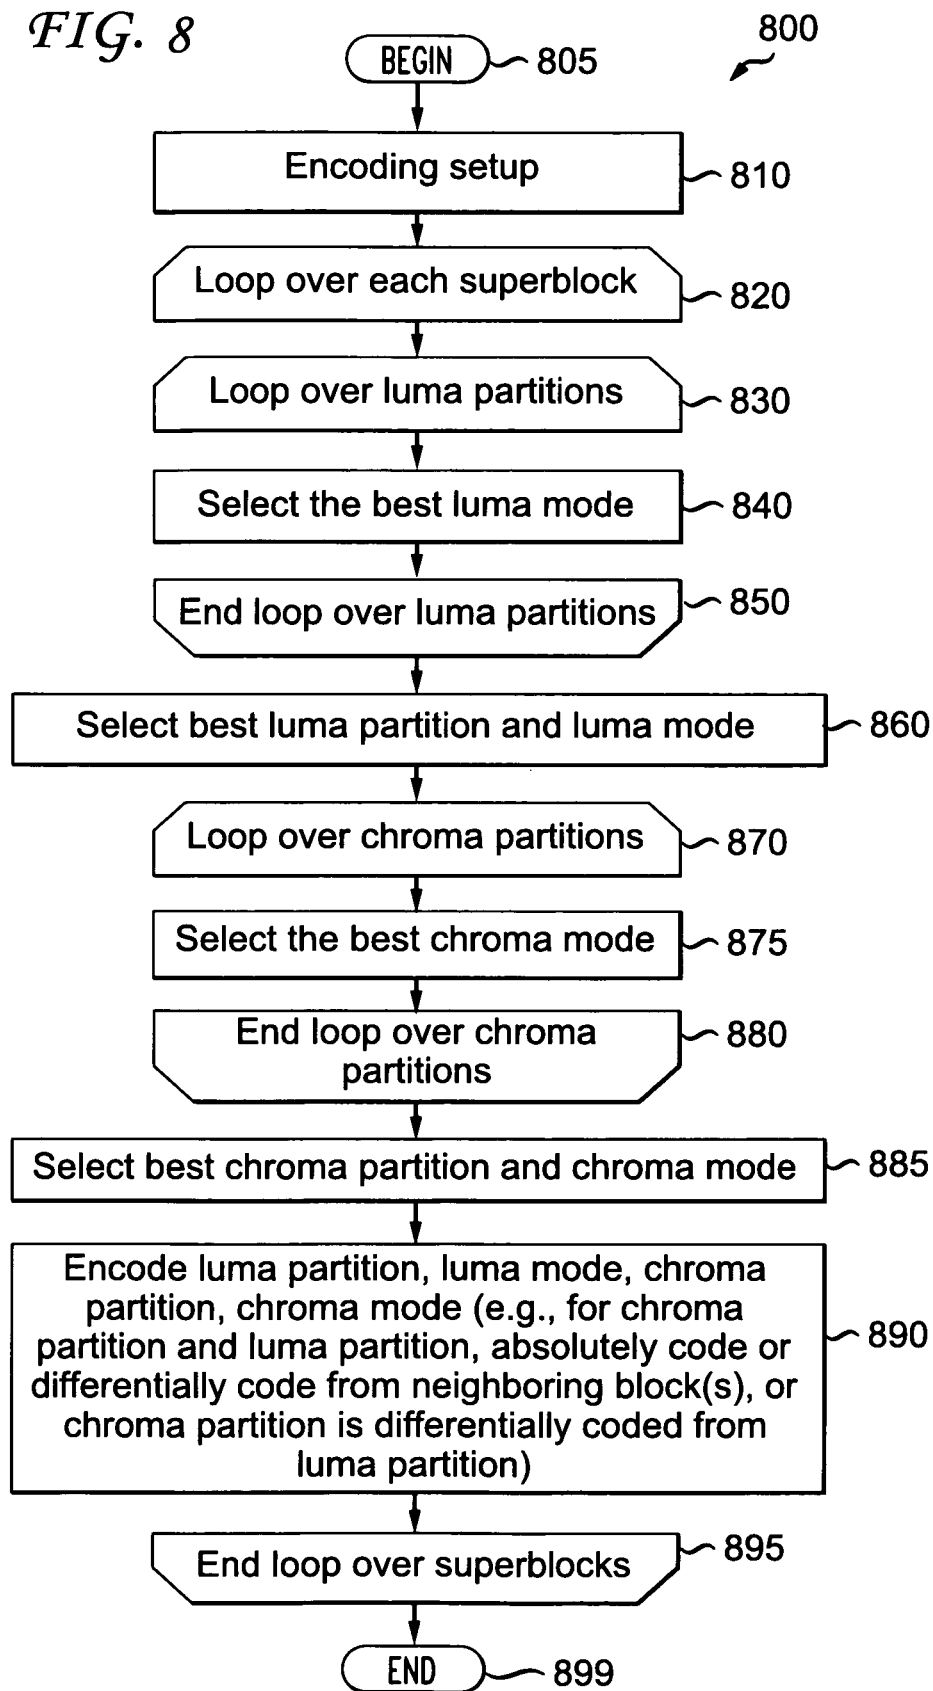 FIG. 8
800
BEGIN 805
Encoding setup 810
Loop over each superblock 820
Loop over luma partitions 830
Select the best luma mode 840
End loop over luma partitions 850
Select best luma partition and luma mode 860
Loop over chroma partitions 870
Select the best chroma mode 875
End loop over chroma
partitions
880
Select best chroma partition and chroma mode 885
Encode luma partition, luma mode, chroma
partition, chroma mode (e.g., for chroma
partition and luma partition, absolutely code or
differentially code from neighboring block(s), or
chroma partition is differentially coded from
luma partition)
890
End loop over superblocks 895
END 899